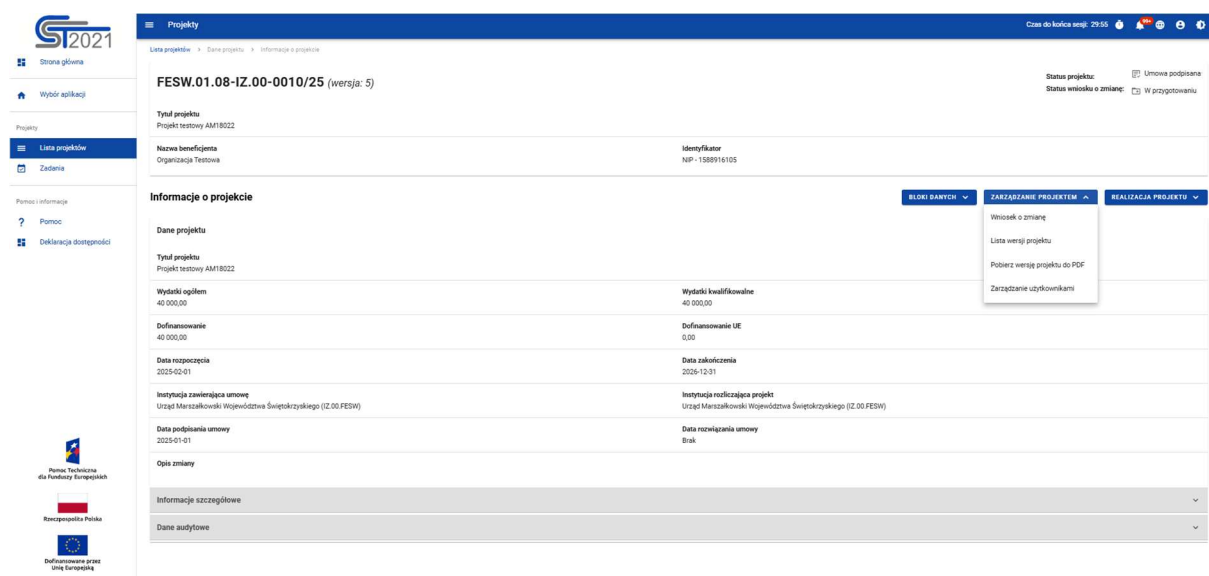 ST2021
Projekty
Czas do końca sesji: 29:55
99+
Lista projektów > Dane projektu > Informacje o projekcie
Strona główna
Wybór aplikacji
Projekty
Lista projektów
Zadania
Pomoc i informacje
? Pomoc
Deklaracja dostępności
FESW.01.08-IZ.00-0010/25 (wersja: 5)
Status projektu: Umowa podpisana
Status wniosku o zmianę: W przygotowaniu
Tytuł projektu
Projekt testowy AM18022
Nazwa beneficjenta Identyfikator
Organizacja Testowa NIP - 1588916105
Informacje o projekcie
BLOKI DANYCH ZARZĄDZANIE PROJEKTEM REALIZACJA PROJEKTU
Wniosek o zmianę
Lista wersji projektu
Pobierz wersję projektu do PDF
Zarządzanie użytkownikami
Dane projektu
Tytuł projektu
Projekt testowy AM18022
Wydatki ogółem Wydatki kwalifikowalne
40 000,00 40 000,00
Dofinansowanie Dofinansowanie UE
40 000,00 0,00
Data rozpoczęcia Data zakończenia
2025-02-01 2026-12-31
Instytucja zawierająca umowę Instytucja rozliczająca projekt
Urząd Marszałkowski Województwa Świętokrzyskiego (IZ.00.FESW) Urząd Marszałkowski Województwa Świętokrzyskiego (IZ.00.FESW)
Data podpisania umowy Data rozwiązania umowy
2025-01-01 Brak
Opis zmiany
Informacje szczegółowe
Dane audytowe
Pomoc Techniczna
dla Funduszy Europejskich
Rzeczpospolita Polska
Dofinansowane przez
Unię Europejską